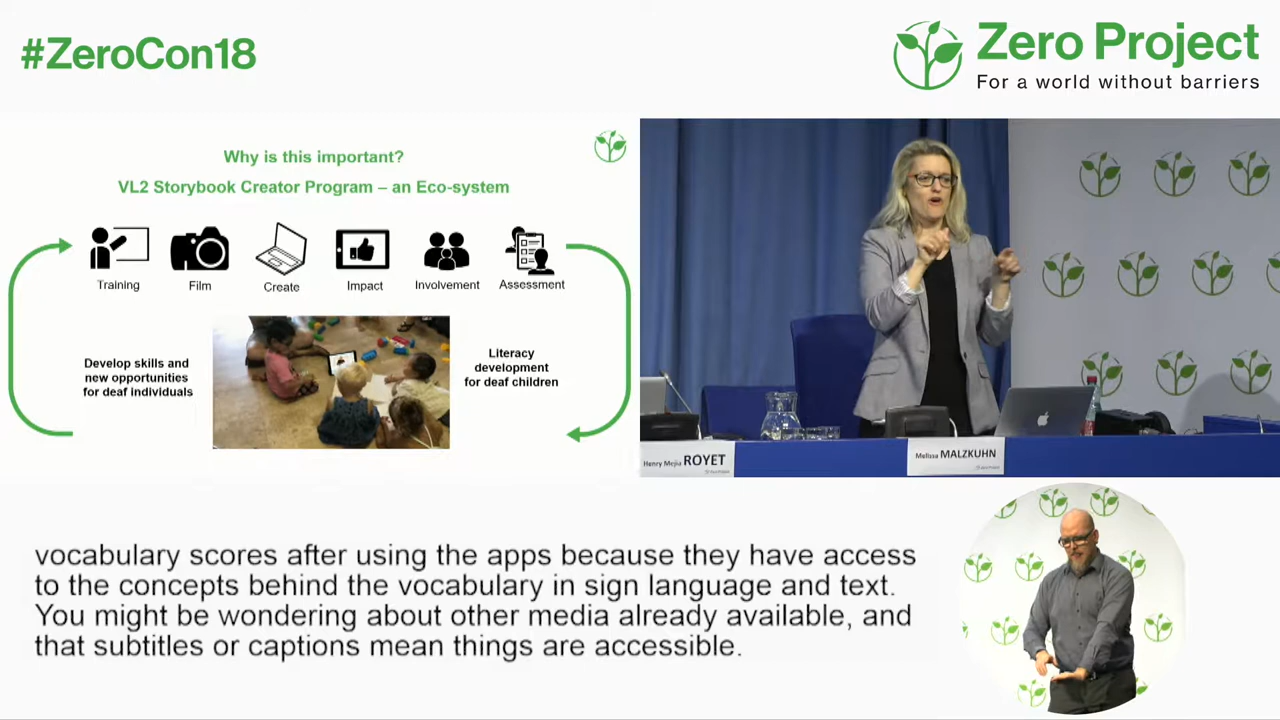 #ZeroCon18
Zero Project
For a world without barriers
Why is this important?
VL2 Storybook Creator Program – an Eco-system
Training
Film
Create
Impact
Involvement
Assessment
Develop skills and
new opportunities
for deaf individuals
Literacy
development
for deaf children
Henry Mejia ROYET
Melissa MALZKUHN
vocabulary scores after using the apps because they have access
to the concepts behind the vocabulary in sign language and text.
You might be wondering about other media already available, and
that subtitles or captions mean things are accessible.